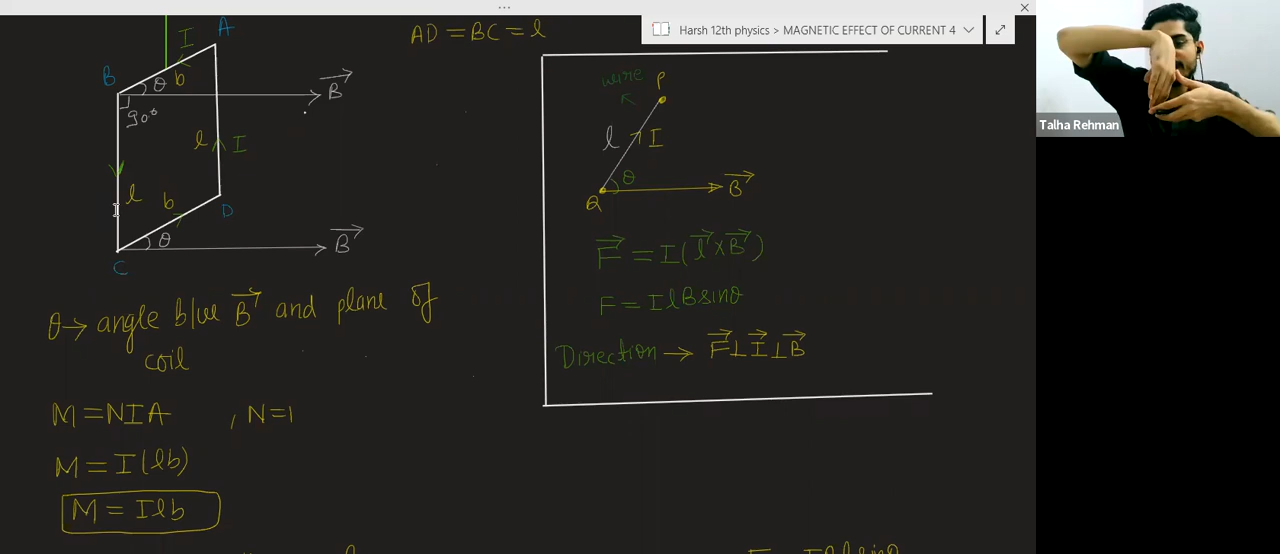 Harsh 12th physics > MAGNETIC EFFECT OF CURRENT 4
Talha Rehman
AD = BC = l
A
I
B
θ
b
B⃗
90°
l
I
l
b
D
θ
B⃗
C
θ → angle b/w B⃗ and plane of
coil
M = NIA , N = 1
M = I(lb)
M = Ilb
wire
P
l
I
θ
Q
B⃗
F⃗ = I(l⃗ × B⃗)
F = IlBsinθ
Direction → F⃗ ⊥ I⃗ ⊥ B⃗